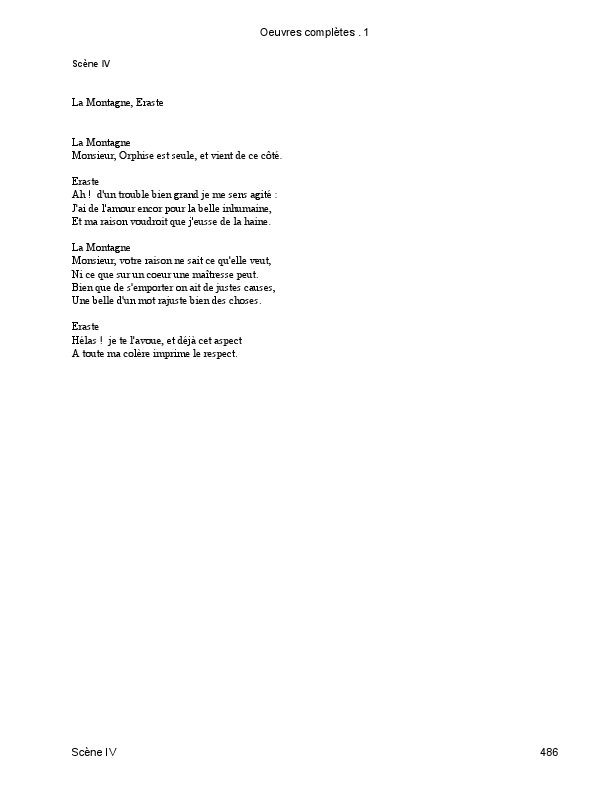 Oeuvres complètes . 1
Scène IV
La Montagne, Eraste
La Montagne
Monsieur, Orphise est seule, et vient de ce côté.
Eraste
Ah ! d'un trouble bien grand je me sens agité :
J'ai de l'amour encor pour la belle inhumaine,
Et ma raison voudroit que j'eusse de la haine.
La Montagne
Monsieur, votre raison ne sait ce qu'elle veut,
Ni ce que sur un coeur une maîtresse peut.
Bien que de s'emporter on ait de justes causes,
Une belle d'un mot rajuste bien des choses.
Eraste
Hélas ! je te l'avoue, et déjà cet aspect
A toute ma colère imprime le respect.
Scène IV
486